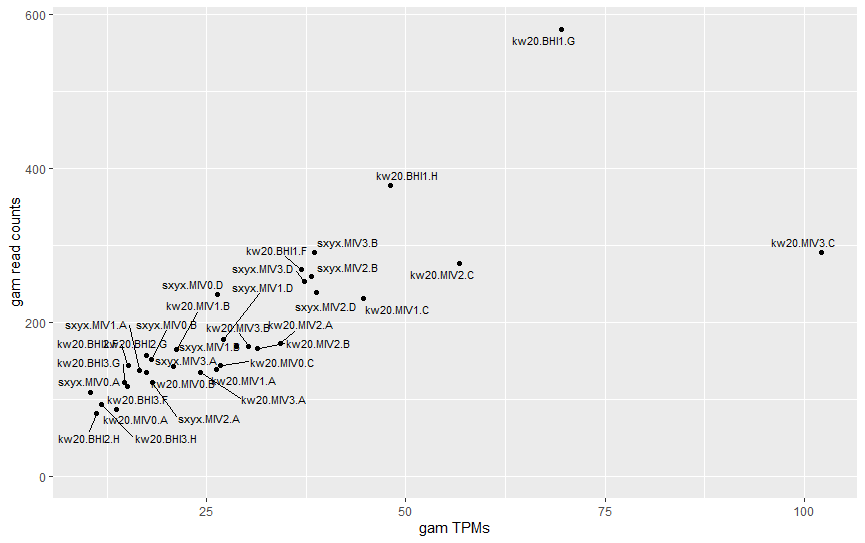 600
kw20.BHI1.G
400
kw20.BHI1.H
gam read counts
sxyx.MIV3.B
kw20.MIV3.C
kw20.BHI1.F
sxyx.MIV3.D
sxyx.MIV2.B
kw20.MIV2.C
sxyx.MIV0.D
sxyx.MIV1.D
kw20.MIV1.B
sxyx.MIV2.D
kw20.MIV1.C
200
sxyx.MIV1.A
sxyx.MIV0.B
kw20.MIV3.B
kw20.MIV2.A
kw20.BHI2.G
sxyx.MIV1.B
kw20.MIV2.B
kw20.BHI3.G
sxyx.MIV3.A
kw20.MIV0.C
sxyx.MIV0.A
kw20.MIV0.B
kw20.MIV1.A
kw20.BHI3.F
kw20.MIV3.A
kw20.MIV0.A
sxyx.MIV2.A
kw20.BHI2.H
kw20.BHI3.H
0
25
50
75
100
gam TPMs